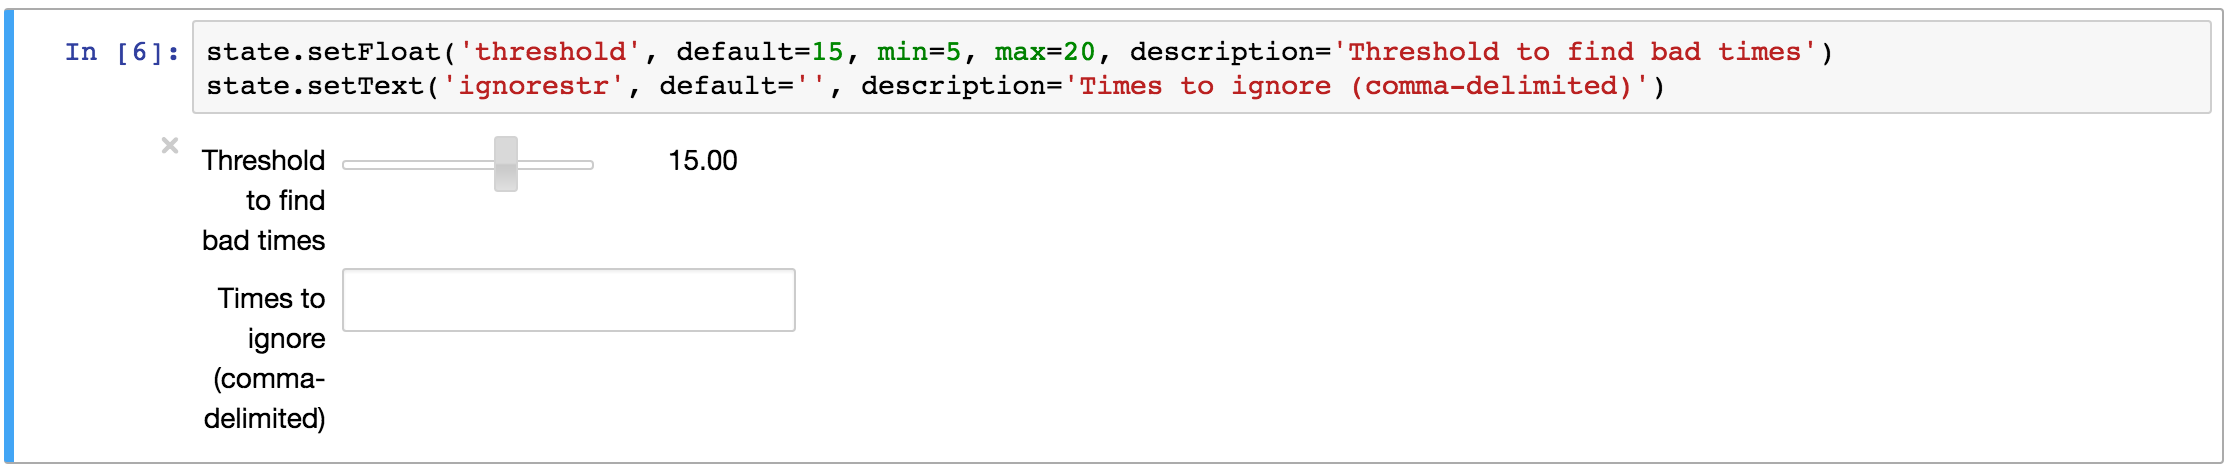 In [6]: state.setFloat('threshold', default=15, min=5, max=20, description='Threshold to find bad times')
state.setText('ignorestr', default='', description='Times to ignore (comma-delimited)')
Threshold 15.00
to find
bad times
Times to
ignore
(comma-
delimited)